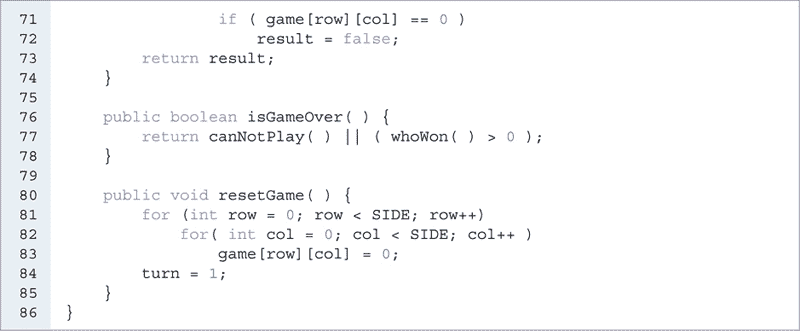 71                if ( game[row][col] == 0 )
72                    result = false;
73        return result;
74    }
75
76    public boolean isGameOver( ) {
77        return canNotPlay( ) || ( whoWon( ) > 0 );
78    }
79
80    public void resetGame( ) {
81        for (int row = 0; row < SIDE; row++)
82            for( int col = 0; col < SIDE; col++ )
83                game[row][col] = 0;
84        turn = 1;
85    }
86 }